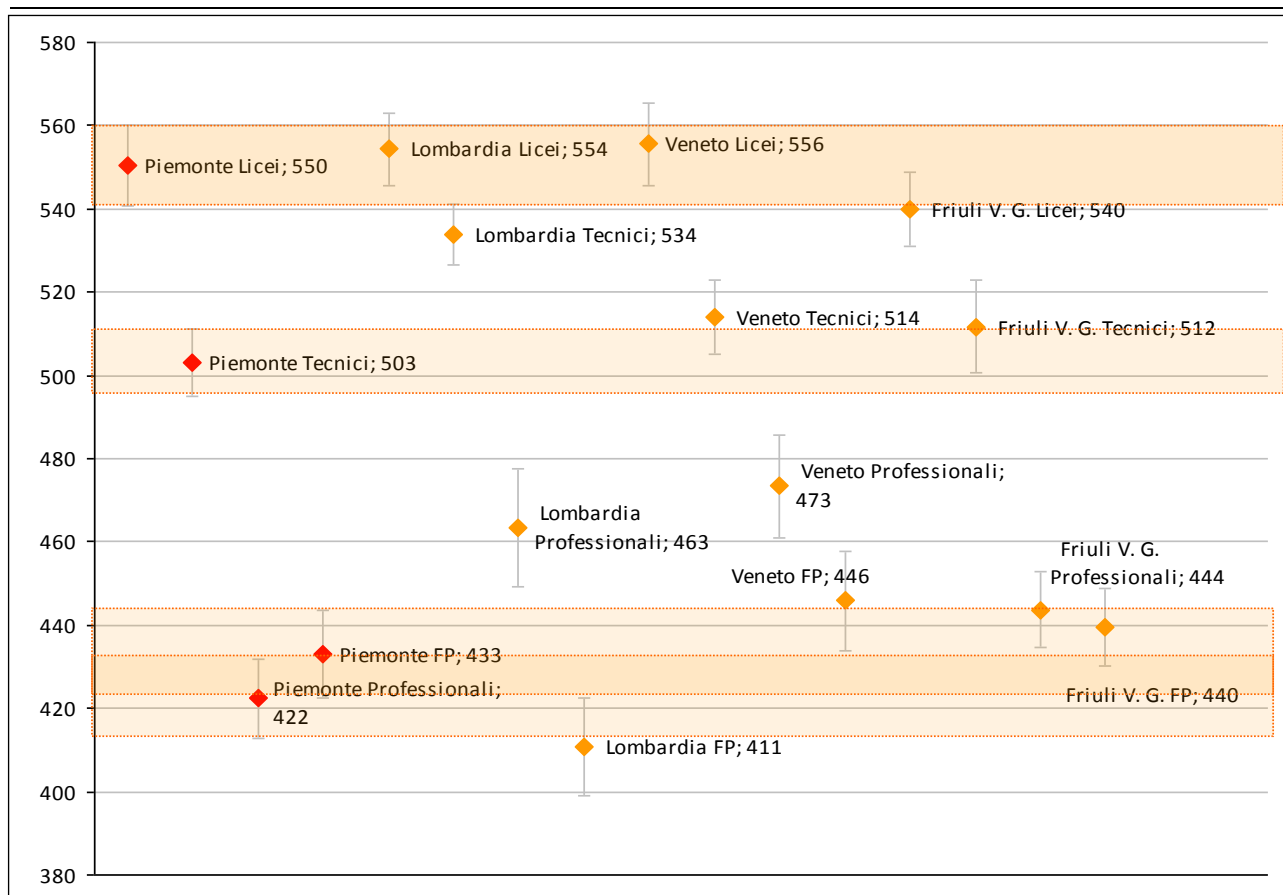 580
560
540
520
500
480
460
440
420
400
380
Piemonte Licei; 550
Lombardia Licei; 554
Veneto Licei; 556
Friuli V. G. Licei; 540
Lombardia Tecnici; 534
Veneto Tecnici; 514
Friuli V. G. Tecnici; 512
Piemonte Tecnici; 503
Veneto Professionali;
473
Lombardia
Professionali; 463
Friuli V. G.
Professionali; 444
Veneto FP; 446
Piemonte FP; 433
Piemonte Professionali;
422
Friuli V. G. FP; 440
Lombardia FP; 411